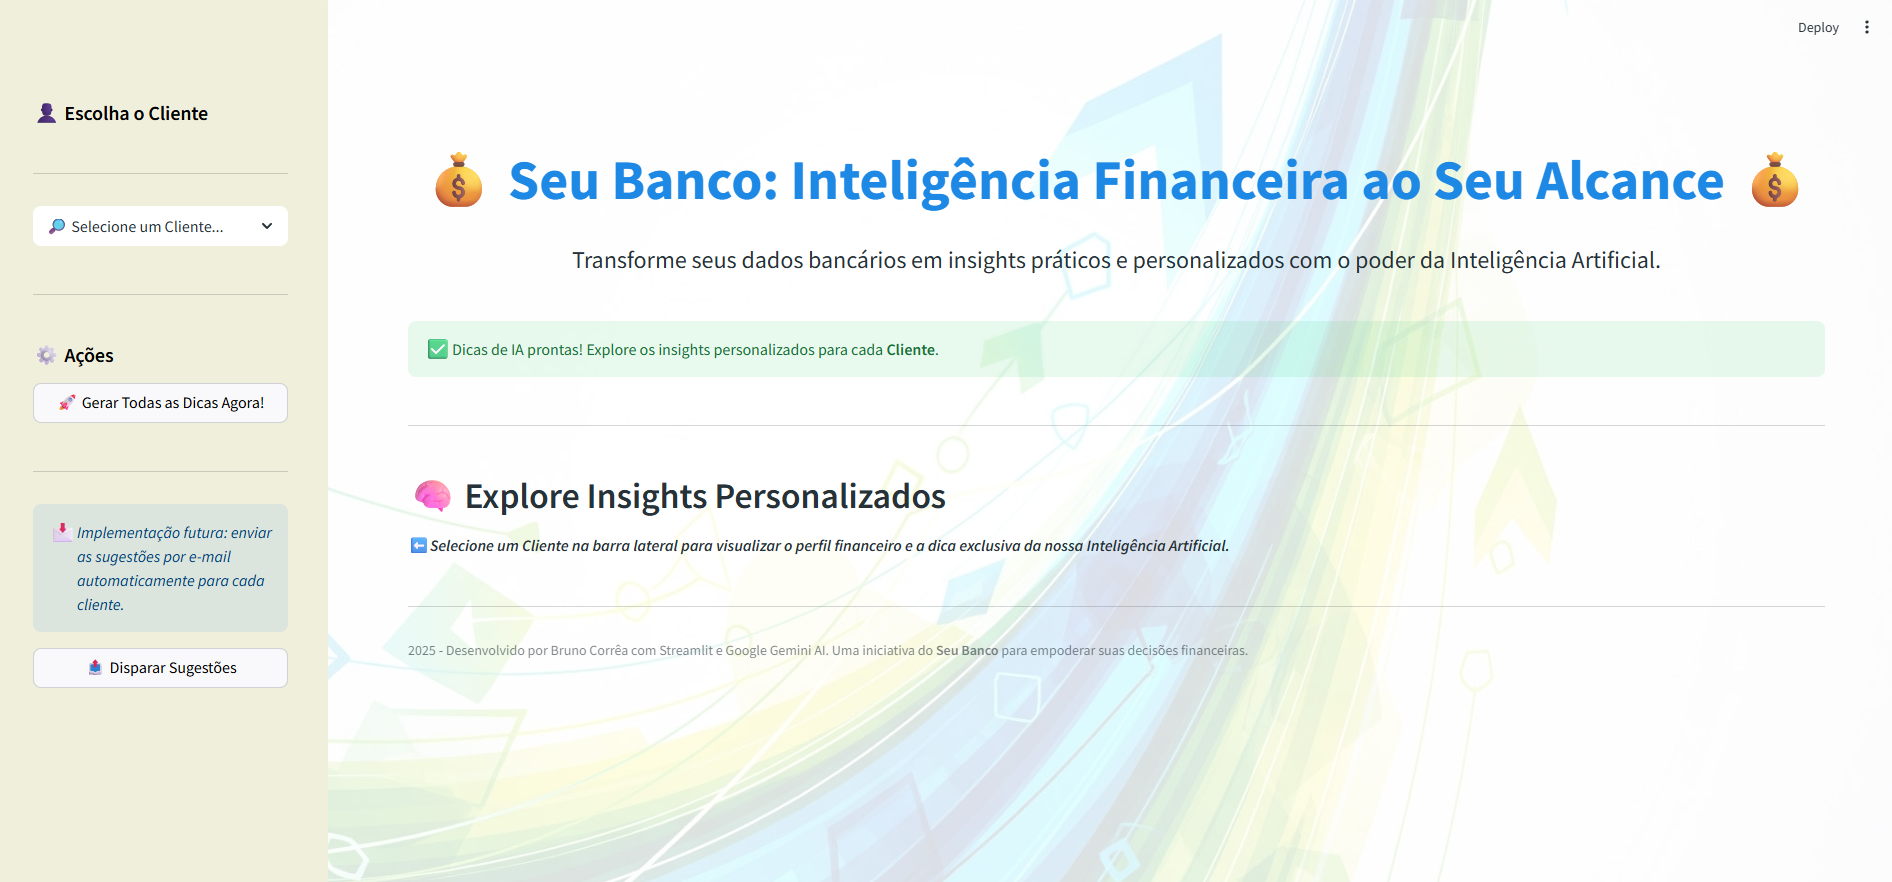 Deploy
👤 Escolha o Cliente
🔎 Selecione um Cliente...
⚙️ Ações
🚀 Gerar Todas as Dicas Agora!
📩 Implementação futura: enviar
as sugestões por e-mail
automaticamente para cada
cliente.
📤 Disparar Sugestões
💰 Seu Banco: Inteligência Financeira ao Seu Alcance 💰
Transforme seus dados bancários em insights práticos e personalizados com o poder da Inteligência Artificial.
✅ Dicas de IA prontas! Explore os insights personalizados para cada Cliente.
🧠 Explore Insights Personalizados
⬅️ Selecione um Cliente na barra lateral para visualizar o perfil financeiro e a dica exclusiva da nossa Inteligência Artificial.
2025 - Desenvolvido por Bruno Corrêa com Streamlit e Google Gemini AI. Uma iniciativa do Seu Banco para empoderar suas decisões financeiras.